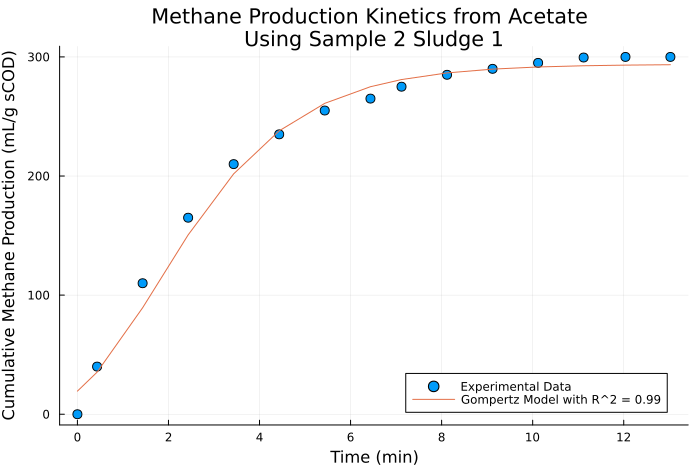 Methane Production Kinetics from Acetate
Using Sample 2 Sludge 1
Cumulative Methane Production (mL/g sCOD)
300
200
100
0
0 2 4 6 8 10 12
Time (min)
Experimental Data
Gompertz Model with R^2 = 0.99